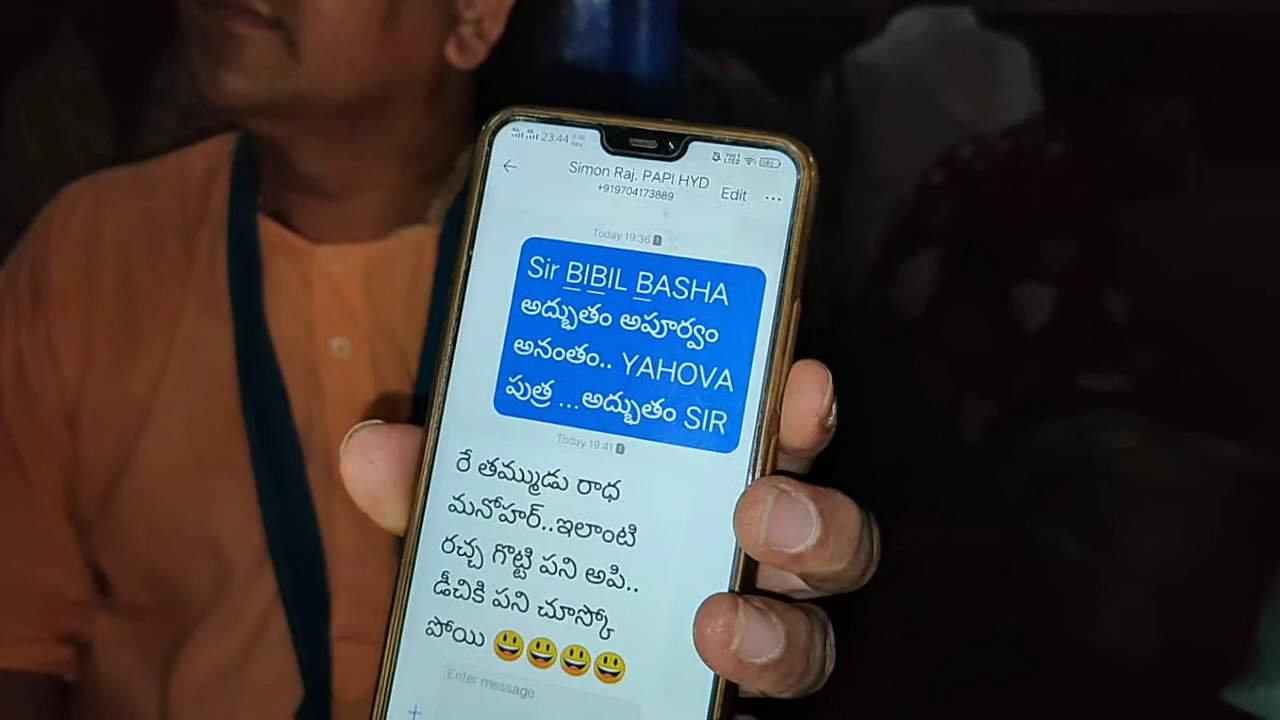 23:44
Simon Raj. PAPI HYD
+919704173889
Edit
Today 19:36
Sir BIBIL BASHA
అద్భుతం అపూర్వం
అనంతం.. YAHOVA
పుత్ర ...అద్భుతం SIR
Today 19:41
రే తమ్ముడు రాధ
మనోహర్..ఇలాంటి
రచ్చ గొట్టి పని అపి..
డీచికి పని చూస్కో
పోయి 😃😃😃😃
Enter message